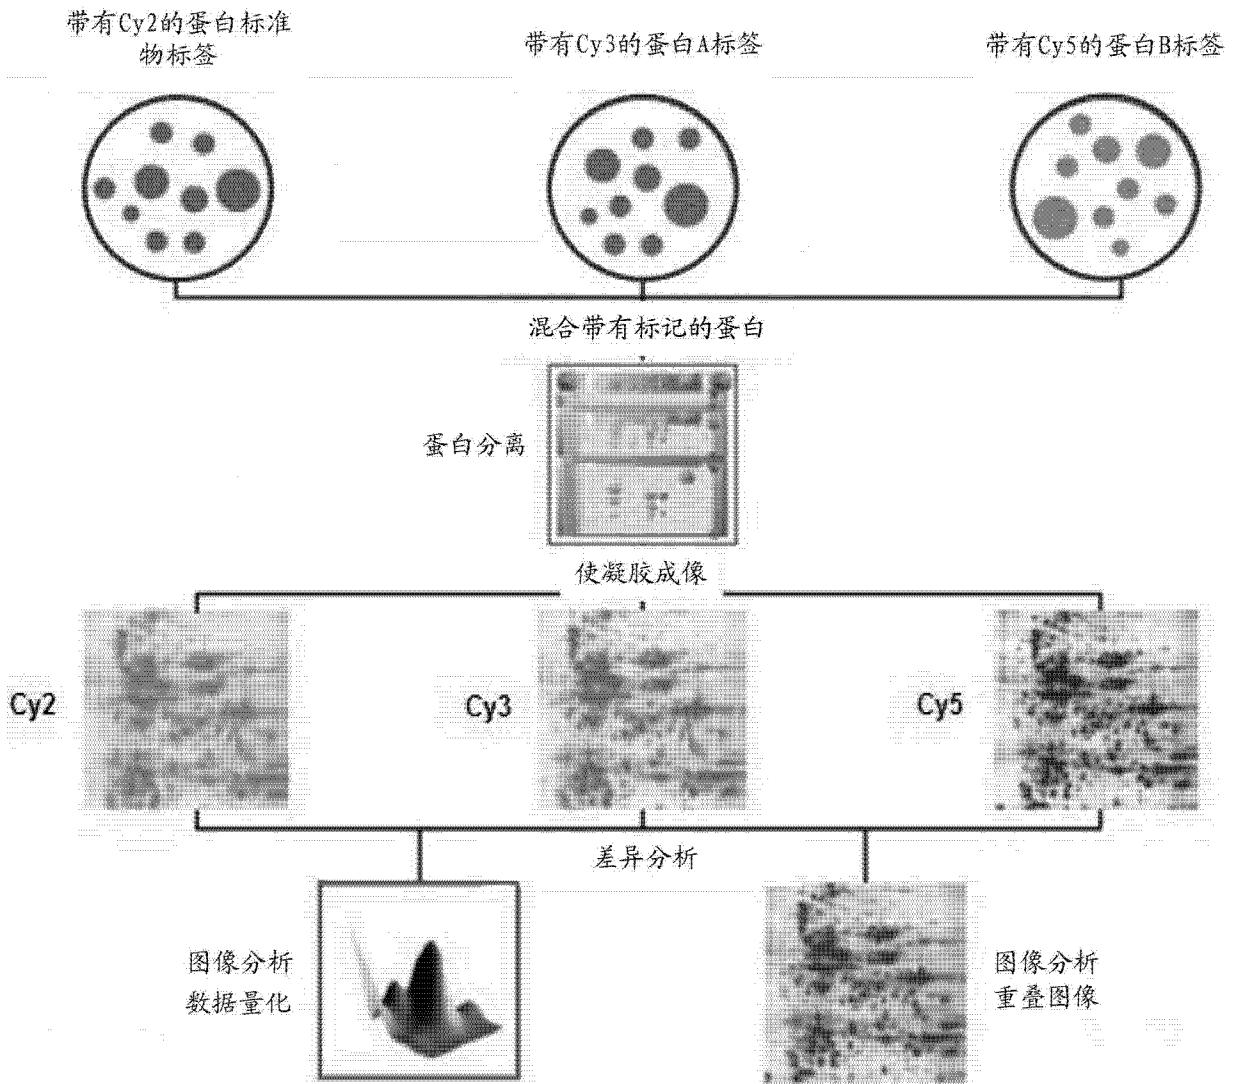 带有Cy2的蛋白标准
物标签
带有Cy3的蛋白A标签
带有Cy5的蛋白B标签
混合带有标记的蛋白
蛋白分离
使凝胶成像
Cy2
Cy3
Cy5
差异分析
图像分析
数据量化
图像分析
重叠图像